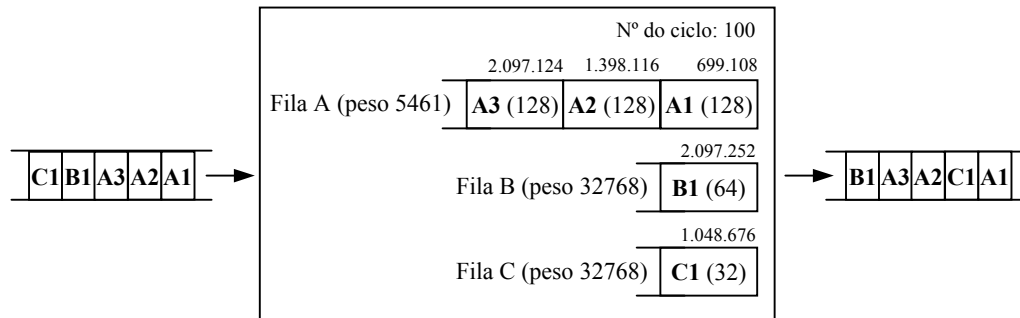 Nº do ciclo: 100
2.097.124 1.398.116 699.108
Fila A (peso 5461) A3 (128) A2 (128) A1 (128)
2.097.252
C1 B1 A3 A2 A1 Fila B (peso 32768) B1 (64) B1 A3 A2 C1 A1
1.048.676
Fila C (peso 32768) C1 (32)